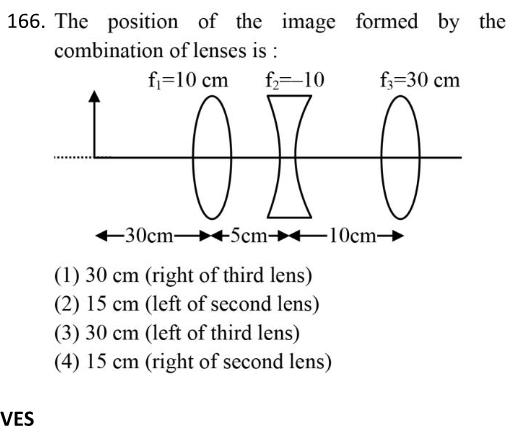 166. The position of the image formed by the
combination of lenses is :
f₁=10 cm f₂=–10 f₃=30 cm
30cm 5cm 10cm
(1) 30 cm (right of third lens)
(2) 15 cm (left of second lens)
(3) 30 cm (left of third lens)
(4) 15 cm (right of second lens)
VES